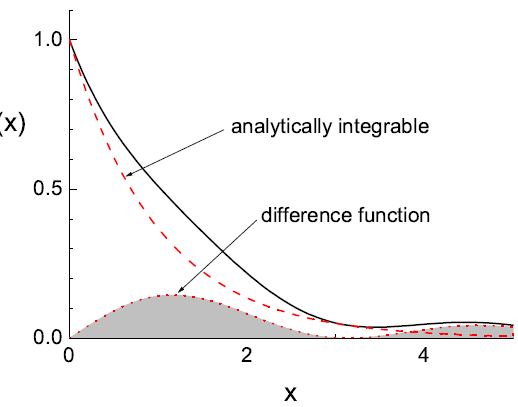 1.0
(x)
analytically integrable
0.5
difference function
0.0
0
2
4
x